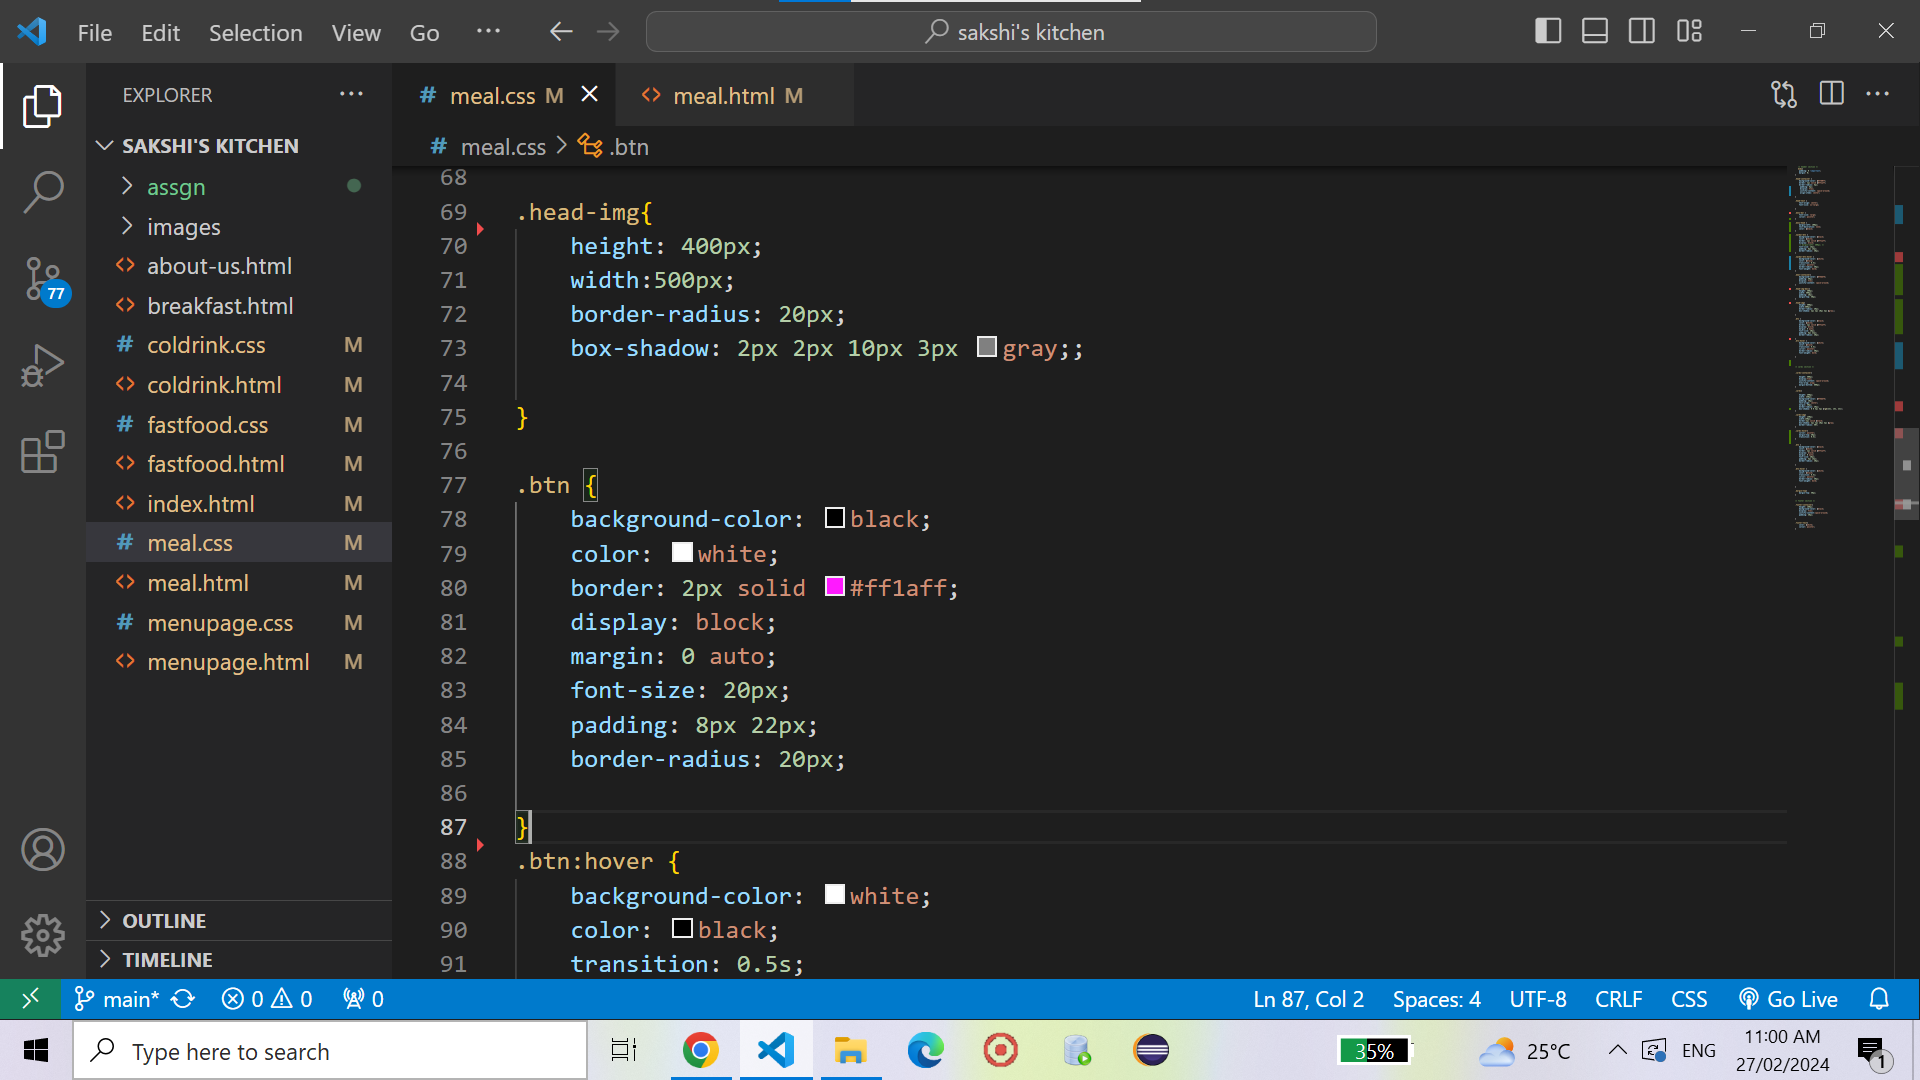 File Edit Selection View Go ··· sakshi's kitchen
EXPLORER ···
# meal.css M <> meal.html M
SAKSHI'S KITCHEN
# meal.css > .btn
assgn
images
<> about-us.html
<> breakfast.html
# coldrink.css M
<> coldrink.html M
# fastfood.css M
<> fastfood.html M
<> index.html M
# meal.css M
<> meal.html M
# menupage.css M
<> menupage.html M
77
OUTLINE
TIMELINE
68
69 .head-img{
70 height: 400px;
71 width:500px;
72 border-radius: 20px;
73 box-shadow: 2px 2px 10px 3px gray;;
74
75 }
76
77 .btn {
78 background-color: black;
79 color: white;
80 border: 2px solid #ff1aff;
81 display: block;
82 margin: 0 auto;
83 font-size: 20px;
84 padding: 8px 22px;
85 border-radius: 20px;
86
87 }
88 .btn:hover {
89 background-color: white;
90 color: black;
91 transition: 0.5s;
main* 0 0 0 Ln 87, Col 2 Spaces: 4 UTF-8 CRLF CSS Go Live
Type here to search 35% 25°C ENG 11:00 AM
27/02/2024 1